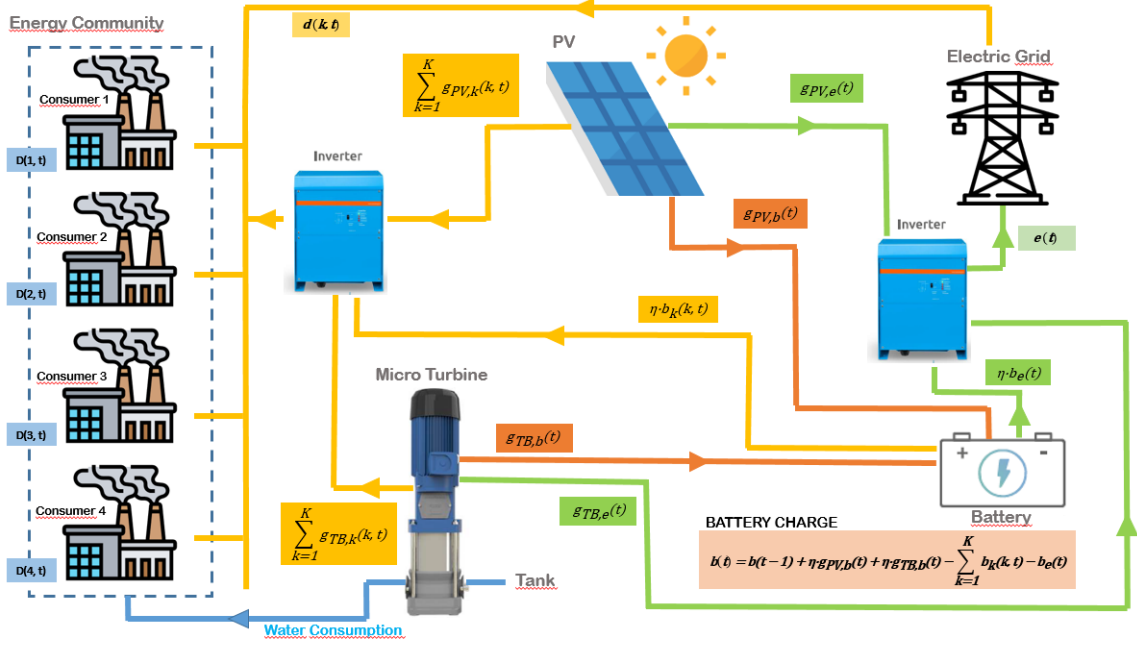 Energy Community
d(k,t)
PV
Electric Grid
Consumer 1
D(1, t)
Consumer 2
D(2, t)
Consumer 3
D(3, t)
Consumer 4
D(4, t)
∑_{k=1}^{K} g_{PV,k}(k, t)
g_{PV,e}(t)
Inverter
g_{PV,b}(t)
Inverter
e(t)
η·b_k(k, t)
η·b_e(t)
Micro Turbine
g_{TB,b}(t)
g_{TB,e}(t)
∑_{k=1}^{K} g_{TB,k}(k, t)
+ -
Battery
BATTERY CHARGE
b(t) = b(t−1) + η·g_{PV,b}(t) + η·g_{TB,b}(t) − ∑_{k=1}^{K} b_k(k, t) − b_e(t)
Tank
Water Consumption